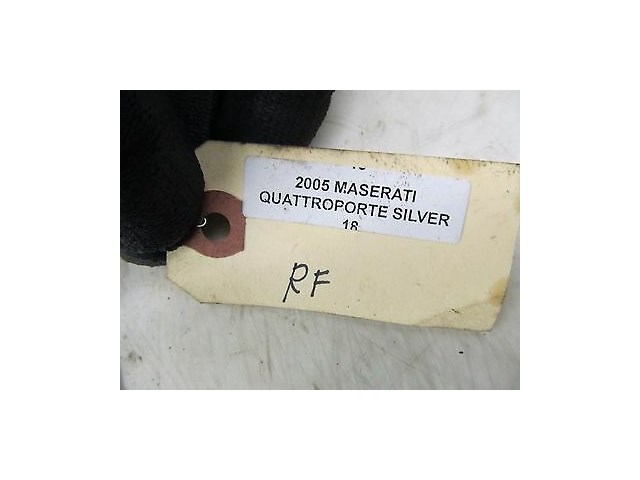 2005 MASERATI
QUATTROPORTE SILVER
18
RF